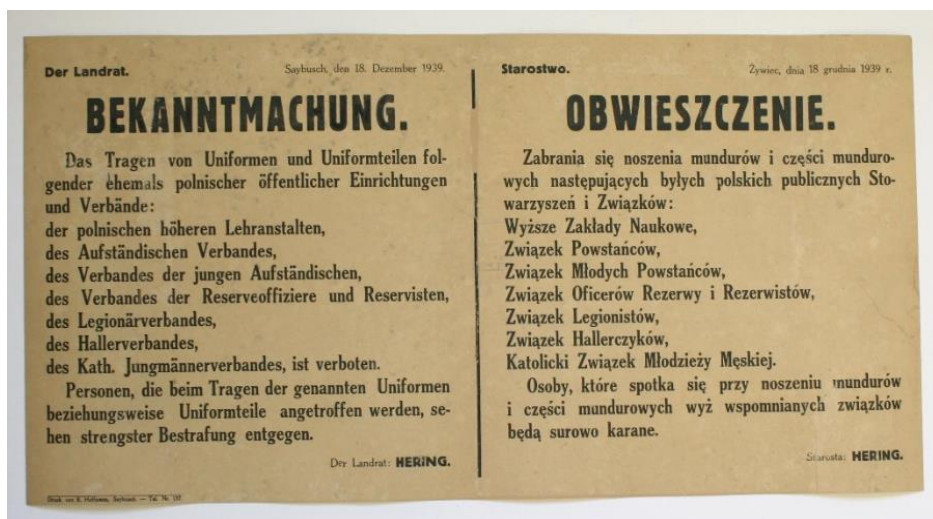 Der Landrat.
Saybusch, den 18. Dezember 1939.
BEKANNTMACHUNG.
Das Tragen von Uniformen und Uniformteilen fol-
gender ehemals polnischer öffentlicher Einrichtungen
und Verbände:
der polnischen höheren Lehranstalten,
des Aufständischen Verbandes,
des Verbandes der jungen Aufständischen,
des Verbandes der Reserveoffiziere und Reservisten,
des Legionärverbandes,
des Hallerverbandes,
des Kath. Jungmännerverbandes, ist verboten.
Personen, die beim Tragen der genannten Uniformen
beziehungsweise Uniformteile angetroffen werden, se-
hen strengster Bestrafung entgegen.
Der Landrat: HERING.
Saybusch. — Tel. Nr.
Starostwo.
Żywiec, dnia 18 grudnia 1939 r.
OBWIESZCZENIE.
Zabrania się noszenia mundurów i części munduro-
wych następujących byłych polskich publicznych Sto-
warzyszeń i Związków:
Wyższe Zakłady Naukowe,
Związek Powstańców,
Związek Młodych Powstańców,
Związek Oficerów Rezerwy i Rezerwistów,
Związek Legionistów,
Związek Hallerczyków,
Katolicki Związek Młodzieży Męskiej.
Osoby, które spotka się przy noszeniu mundurów
i części mundurowych wyż wspomnianych związków
będą surowo karane.
Starosta: HERING.